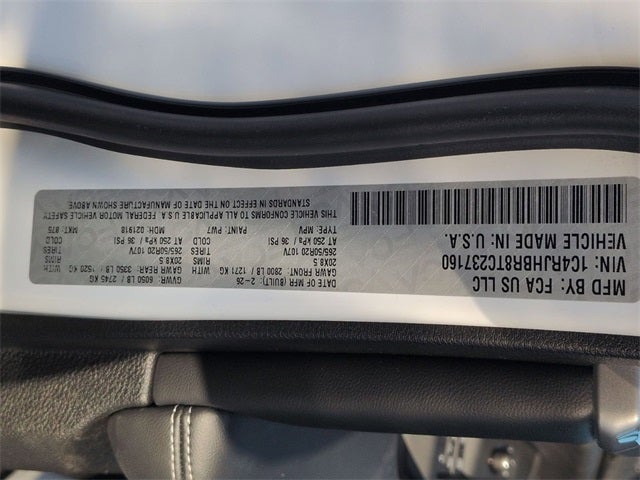 MFD BY: FCA US LLC
VIN: 1C4RJHBR8TC237160
VEHICLE MADE IN: U.S.A.
DATE OF MFR (BUILT): 2-26
GVWR: 6050 LB / 2745 KG
GAWR FRONT: 2800 LB / 1271 KG WITH
GAWR REAR: 3350 LB / 1520 KG WITH
20X8.5 RIMS
20X8.5 RIMS
265/50R20 107V TIRES
265/50R20 107V TIRES
AT 250 kPa/ 36 PSI COLD
AT 250 kPa/ 36 PSI COLD
TYPE: MPV PAINT: PW7 MDH: 021918 MKT: 875
THIS VEHICLE CONFORMS TO ALL APPLICABLE U.S.A. FEDERAL MOTOR VEHICLE SAFETY
STANDARDS IN EFFECT ON THE DATE OF MANUFACTURE SHOWN ABOVE